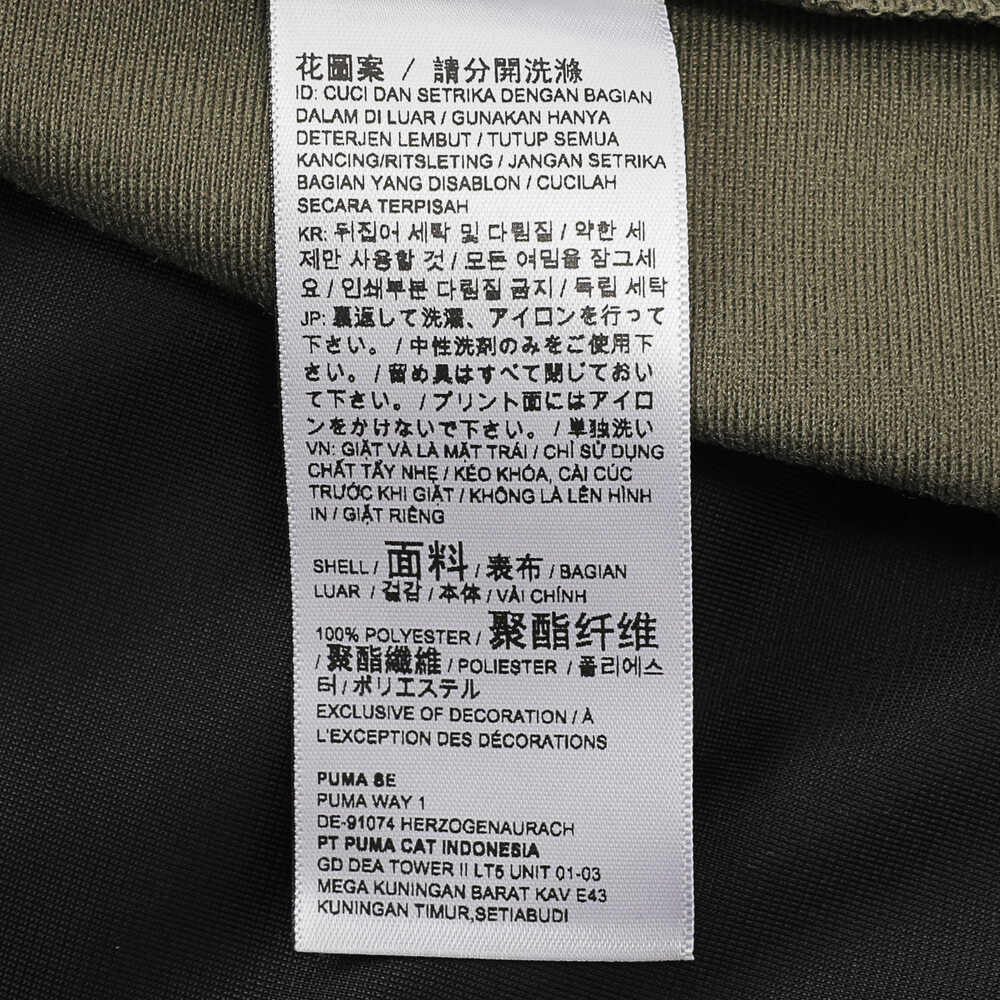 花圖案 / 請分開洗滌
ID: CUCI DAN SETRIKA DENGAN BAGIAN
DALAM DI LUAR / GUNAKAN HANYA
DETERJEN LEMBUT / TUTUP SEMUA
KANCING/RITSLETING / JANGAN SETRIKA
BAGIAN YANG DISABLON / CUCILAH
SECARA TERPISAH
KR: 뒤집어 세탁 및 다림질 / 약한 세
제만 사용할 것 / 모든 여밈을 잠그세
요 / 인쇄부분 다림질 금지 / 독립 세탁
JP: 裏返して洗濯、アイロンを行って
下さい。 / 中性洗剤のみをご使用下
さい。 / 留め具はすべて閉じておい
て下さい。 / プリント面にはアイロ
ンをかけないで下さい。 / 単独洗い
VN: GIẶT VÀ LÀ MẶT TRÁI / CHỈ SỬ DỤNG
CHẤT TẨY NHẸ / KÉO KHÓA, CÀI CÚC
TRƯỚC KHI GIẶT / KHÔNG LÀ LÊN HÌNH
IN / GIẶT RIÊNG
SHELL / 面料 / 表布 / BAGIAN
LUAR / 겉감 / 本体 / VẢI CHÍNH
100% POLYESTER / 聚酯纤维
/ 聚酯纖維 / POLIESTER / 폴리에스
터 / ポリエステル
EXCLUSIVE OF DECORATION / À
L'EXCEPTION DES DÉCORATIONS
PUMA SE
PUMA WAY 1
DE-91074 HERZOGENAURACH
PT PUMA CAT INDONESIA
GD DEA TOWER II LT5 UNIT 01-03
MEGA KUNINGAN BARAT KAV E43
KUNINGAN TIMUR,SETIABUDI